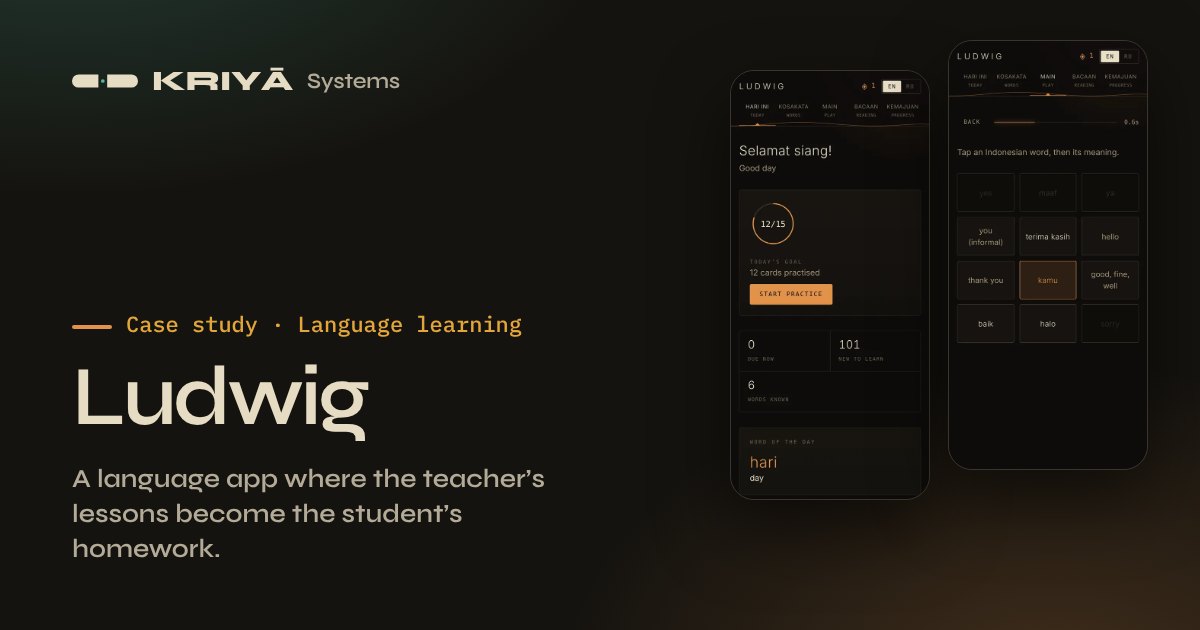 KRIYĀ Systems
Case study · Language learning
Ludwig
A language app where the teacher’s
lessons become the student’s
homework.
LUDWIG
1 EN RU
HARI INI KOSAKATA MAIN BACAAN KEMAJUAN
TODAY WORDS PLAY READING PROGRESS
Selamat siang!
Good day
12/15
TODAY'S GOAL
12 cards practised
START PRACTICE
0 101
DUE NOW NEW TO LEARN
6
WORDS KNOWN
WORD OF THE DAY
hari
day
LUDWIG
1 EN RU
HARI INI KOSAKATA MAIN BACAAN KEMAJUAN
TODAY WORDS PLAY READING PROGRESS
BACK 0.6s
Tap an Indonesian word, then its meaning.
yes maaf ya
you
(informal) terima kasih hello
thank you kamu good, fine,
well
baik halo sorry